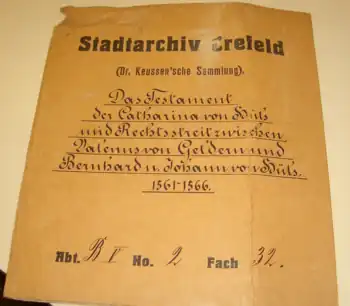 Stadtarchiv Crefeld
(Dr. Keussen'sche Sammlung).
Das Testament
der Catharina von Hüls
und Rechtsstreit zwischen
Valenus von Geldern und
Bernhard u. Johann von Hüls.
1561-1566.
Abt. B V No. 2 Fach 32.